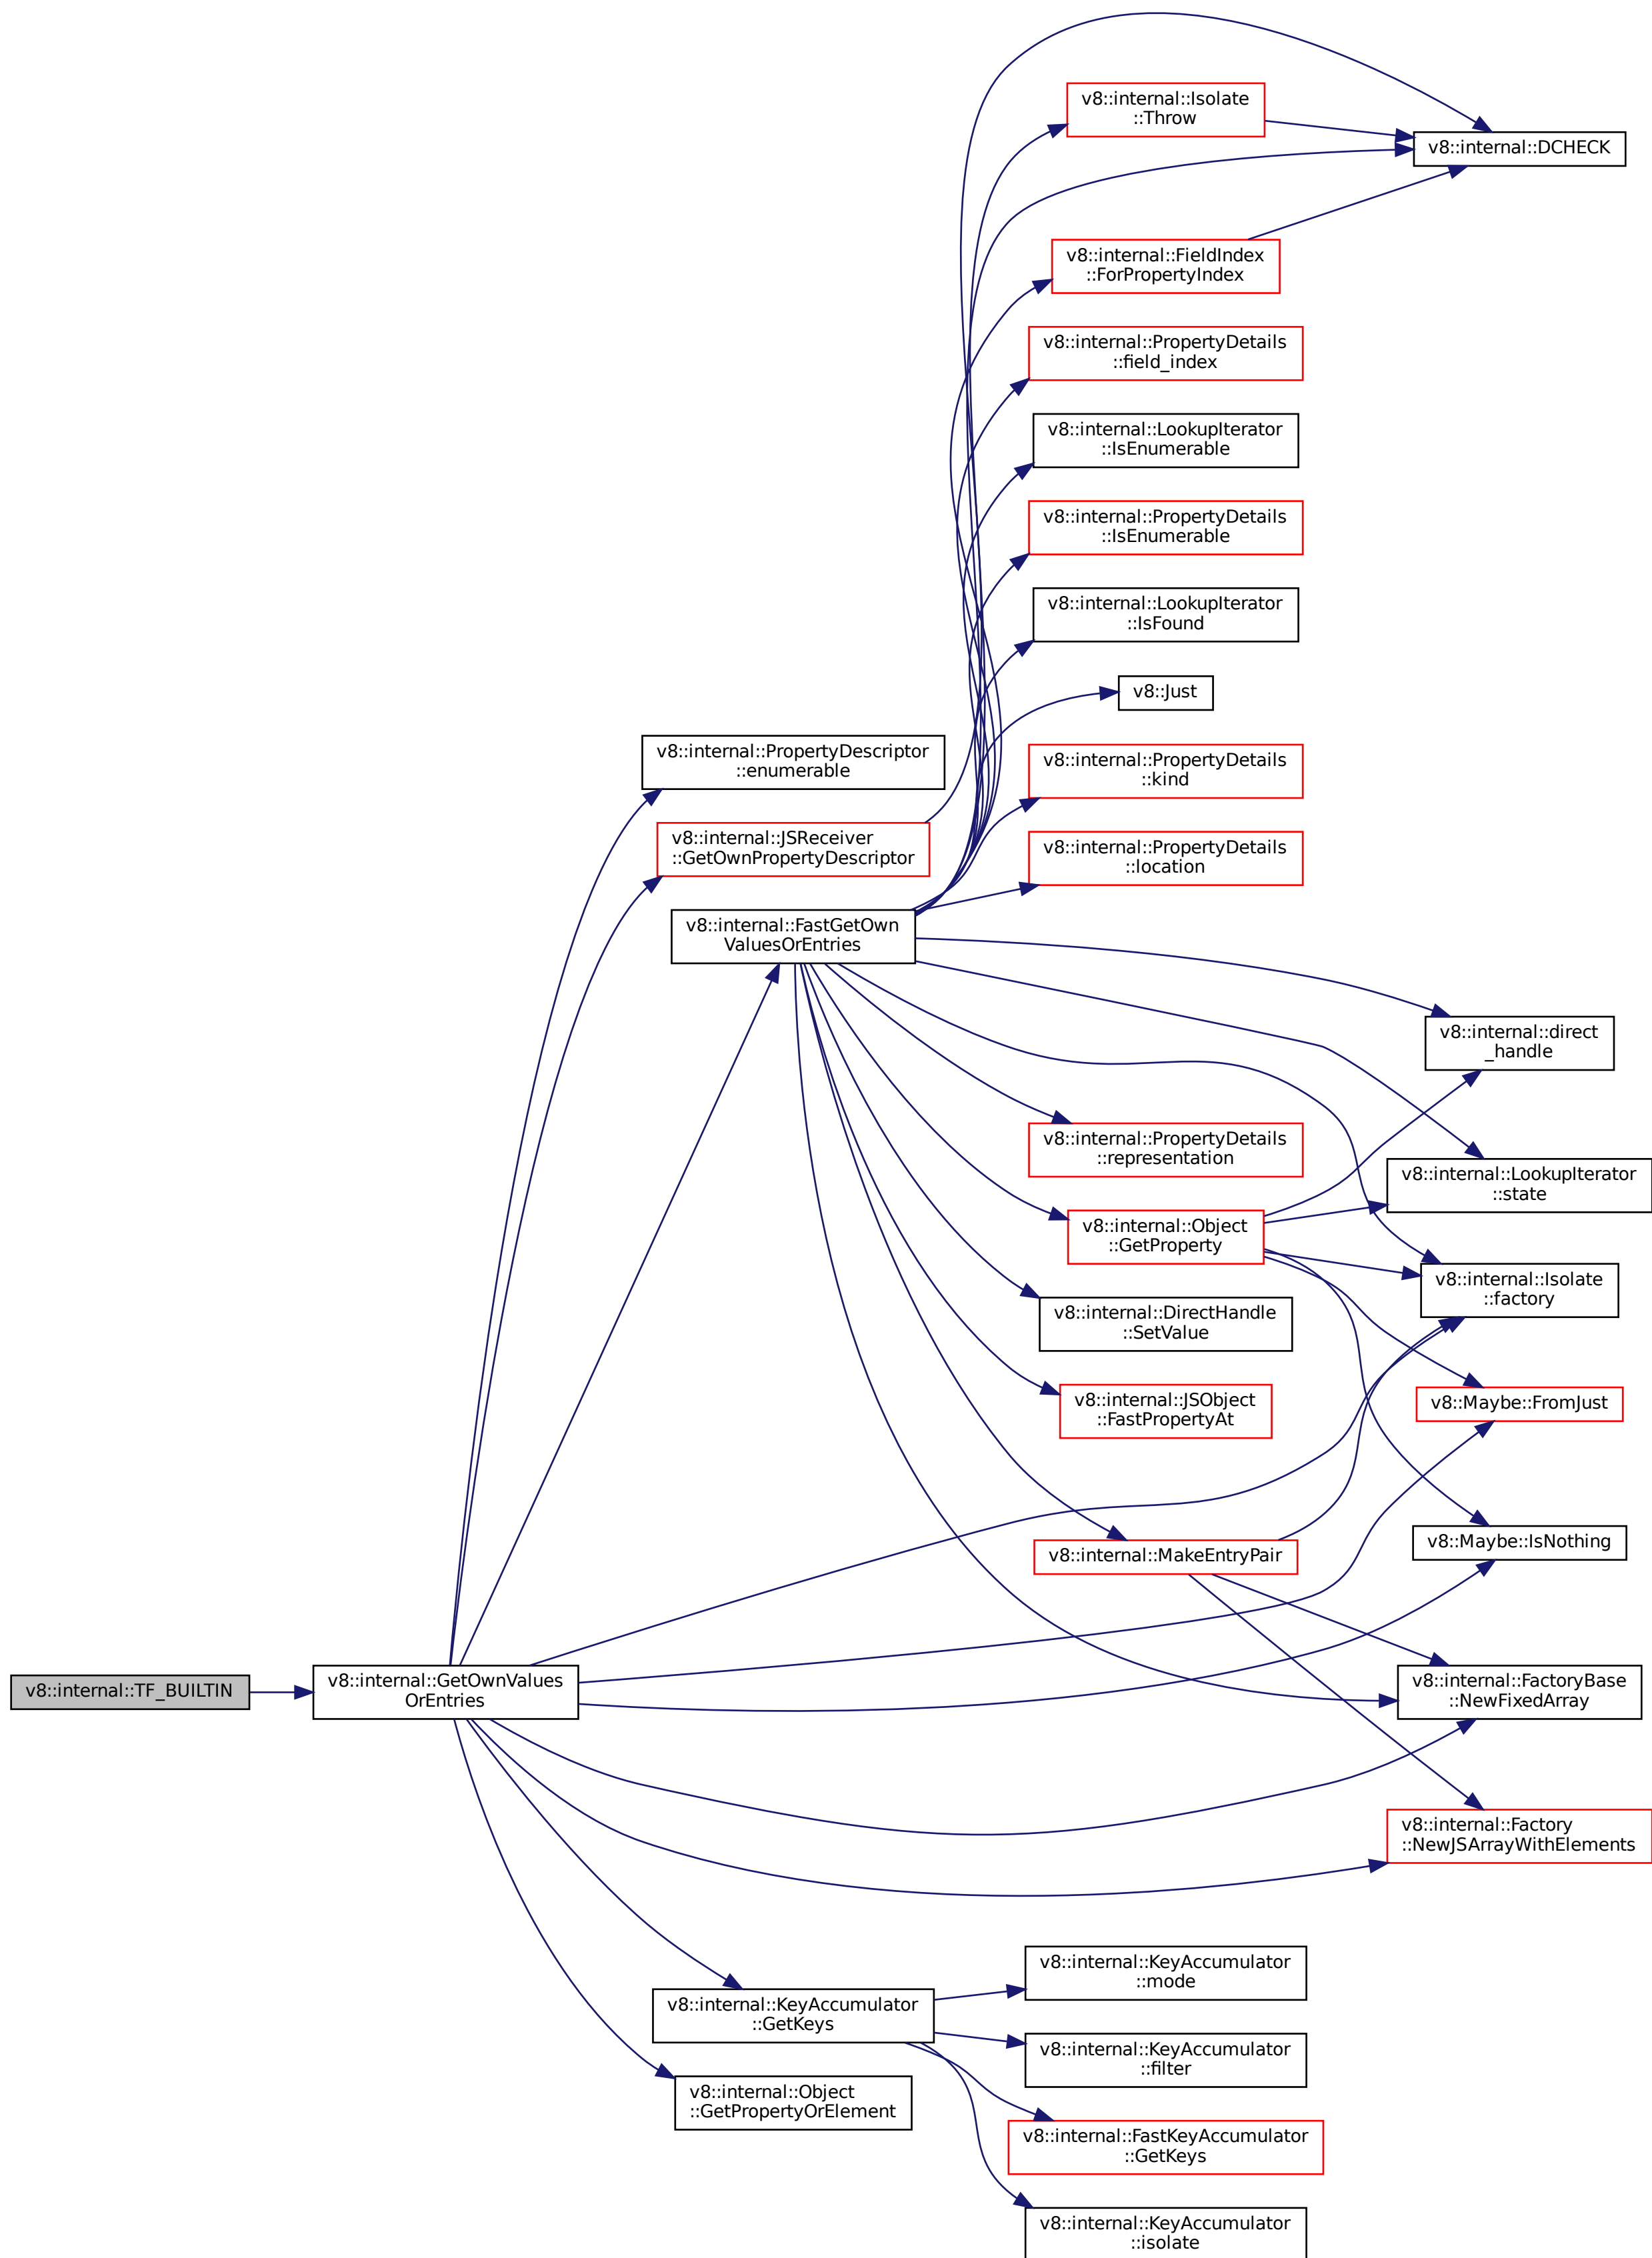 v8::internal::Isolate
::Throw
v8::internal::DCHECK
v8::internal::FieldIndex
::ForPropertyIndex
v8::internal::PropertyDetails
::field_index
v8::internal::LookupIterator
::IsEnumerable
v8::internal::PropertyDetails
::IsEnumerable
v8::internal::LookupIterator
::IsFound
v8::Just
v8::internal::PropertyDescriptor
::enumerable
v8::internal::PropertyDetails
::kind
v8::internal::JSReceiver
::GetOwnPropertyDescriptor
v8::internal::PropertyDetails
::location
v8::internal::FastGetOwn
ValuesOrEntries
v8::internal::direct
_handle
v8::internal::PropertyDetails
::representation
v8::internal::LookupIterator
::state
v8::internal::Object
::GetProperty
v8::internal::Isolate
::factory
v8::internal::DirectHandle
::SetValue
v8::internal::JSObject
::FastPropertyAt
v8::Maybe::FromJust
v8::Maybe::IsNothing
v8::internal::MakeEntryPair
v8::internal::TF_BUILTIN
v8::internal::GetOwnValues
OrEntries
v8::internal::FactoryBase
::NewFixedArray
v8::internal::Factory
::NewJSArrayWithElements
v8::internal::KeyAccumulator
::mode
v8::internal::KeyAccumulator
::GetKeys
v8::internal::KeyAccumulator
::filter
v8::internal::Object
::GetPropertyOrElement
v8::internal::FastKeyAccumulator
::GetKeys
v8::internal::KeyAccumulator
::isolate